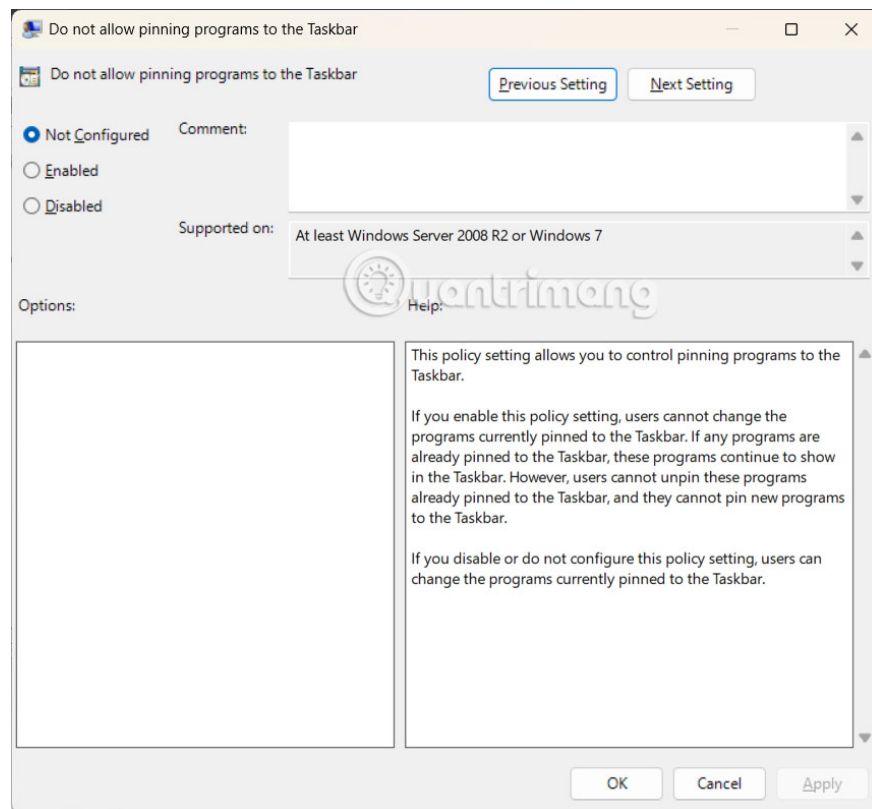 Do not allow pinning programs to the Taskbar
Do not allow pinning programs to the Taskbar
Previous Setting
Next Setting
Not Configured
Comment:
Enabled
Disabled
Supported on:
At least Windows Server 2008 R2 or Windows 7
Quantrimang
Options:
Help:
This policy setting allows you to control pinning programs to the
Taskbar.
If you enable this policy setting, users cannot change the
programs currently pinned to the Taskbar. If any programs are
already pinned to the Taskbar, these programs continue to show
in the Taskbar. However, users cannot unpin these programs
already pinned to the Taskbar, and they cannot pin new programs
to the Taskbar.
If you disable or do not configure this policy setting, users can
change the programs currently pinned to the Taskbar.
OK
Cancel
Apply